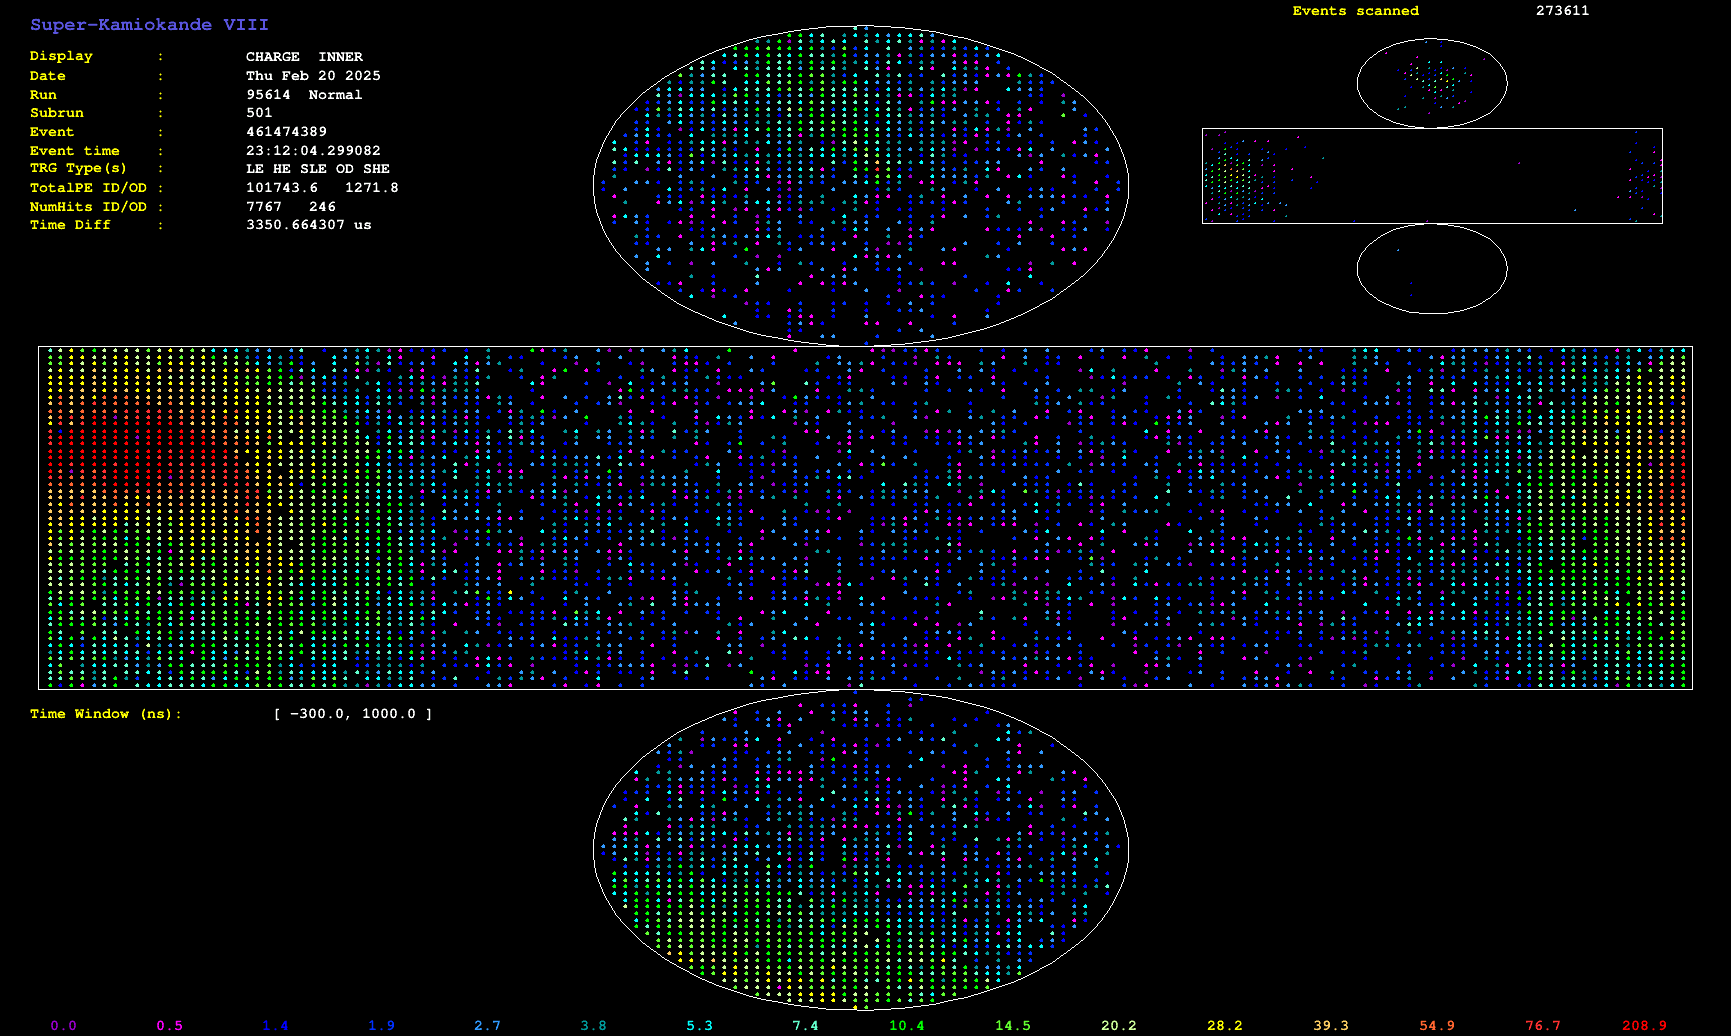 Super-Kamiokande VIII
Events scanned 273611
Display : CHARGE INNER
Date : Thu Feb 20 2025
Run : 95614 Normal
Subrun : 501
Event : 461474389
Event time : 23:12:04.299082
TRG Type(s) : LE HE SLE OD SHE
TotalPE ID/OD : 101743.6 1271.8
NumHits ID/OD : 7767 246
Time Diff : 3350.664307 us
Time Window (ns): [ -300.0, 1000.0 ]
0.0 0.5 1.4 1.9 2.7 3.8 5.3 7.4 10.4 14.5 20.2 28.2 39.3 54.9 76.7 208.9